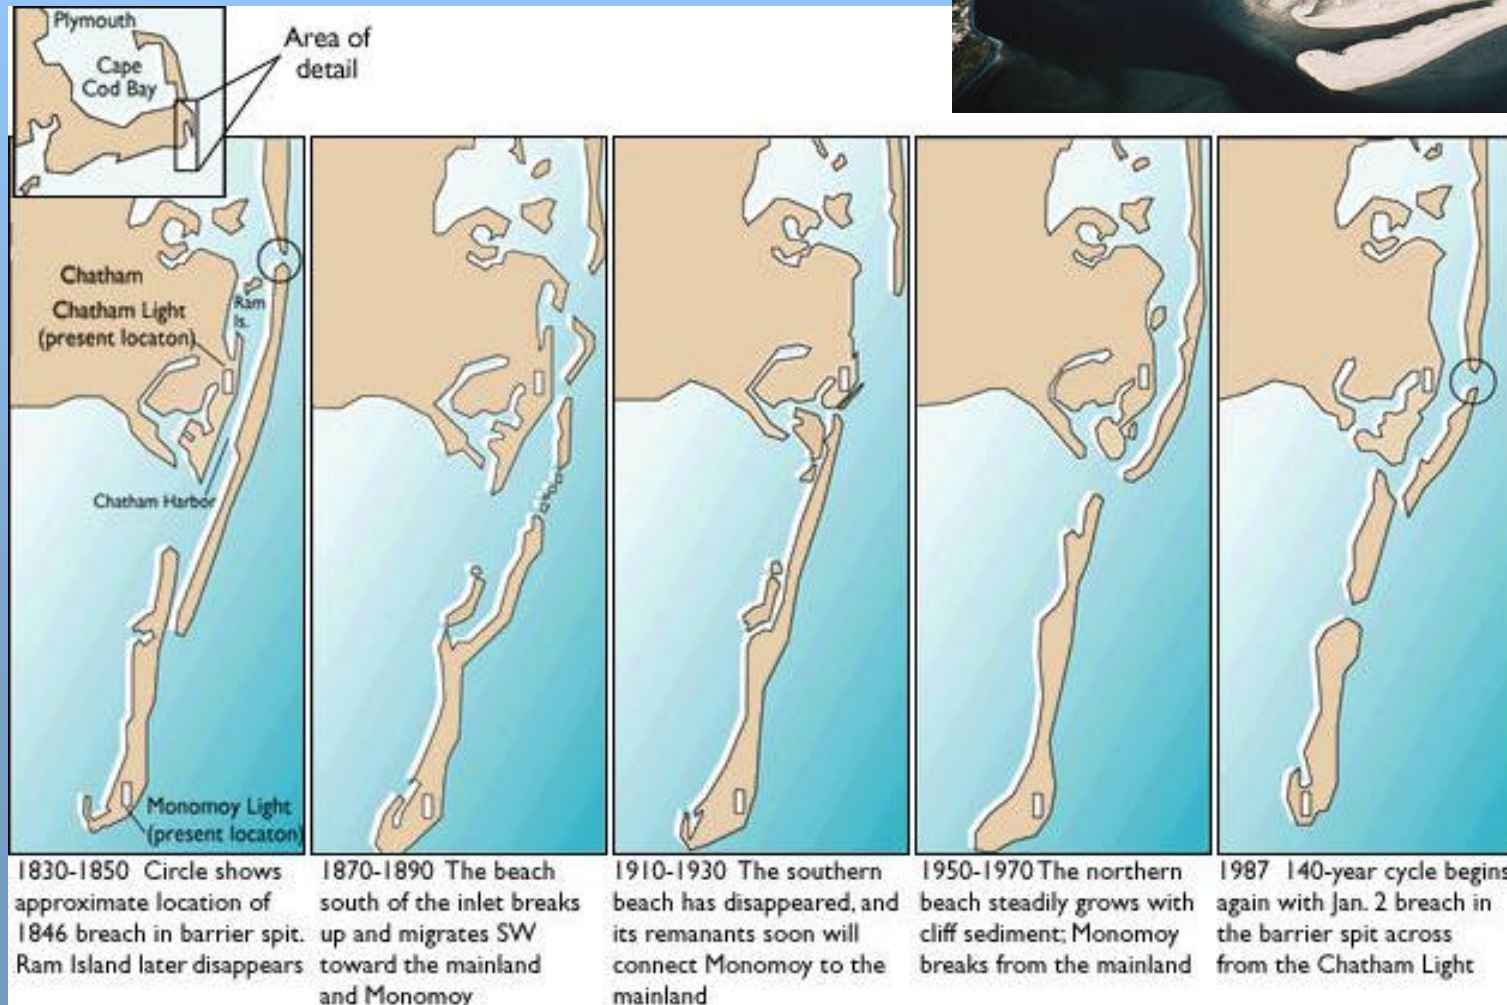 Plymouth
Cape
Cod Bay
Area of
detail
Chatham
Chatham Light
(present locaton)
Ram
Is.
Chatham Harbor
Monomoy Light
(present locaton)
1830-1850 Circle shows
approximate location of
1846 breach in barrier spit.
Ram Island later disappears
1870-1890 The beach
south of the inlet breaks
up and migrates SW
toward the mainland
and Monomoy
1910-1930 The southern
beach has disappeared, and
its remanants soon will
connect Monomoy to the
mainland
1950-1970 The northern
beach steadily grows with
cliff sediment; Monomoy
breaks from the mainland
1987 140-year cycle begins
again with Jan. 2 breach in
the barrier spit across
from the Chatham Light